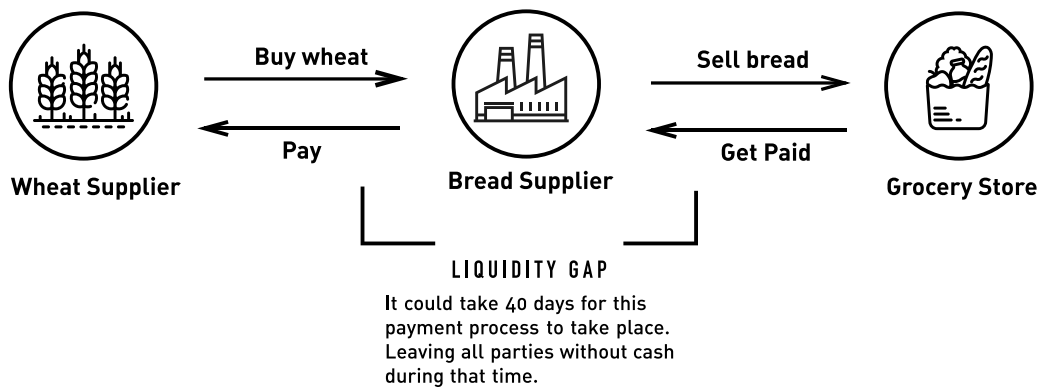 Buy wheat
Sell bread
Pay
Get Paid
Wheat Supplier
Bread Supplier
Grocery Store
LIQUIDITY GAP
It could take 40 days for this
payment process to take place.
Leaving all parties without cash
during that time.